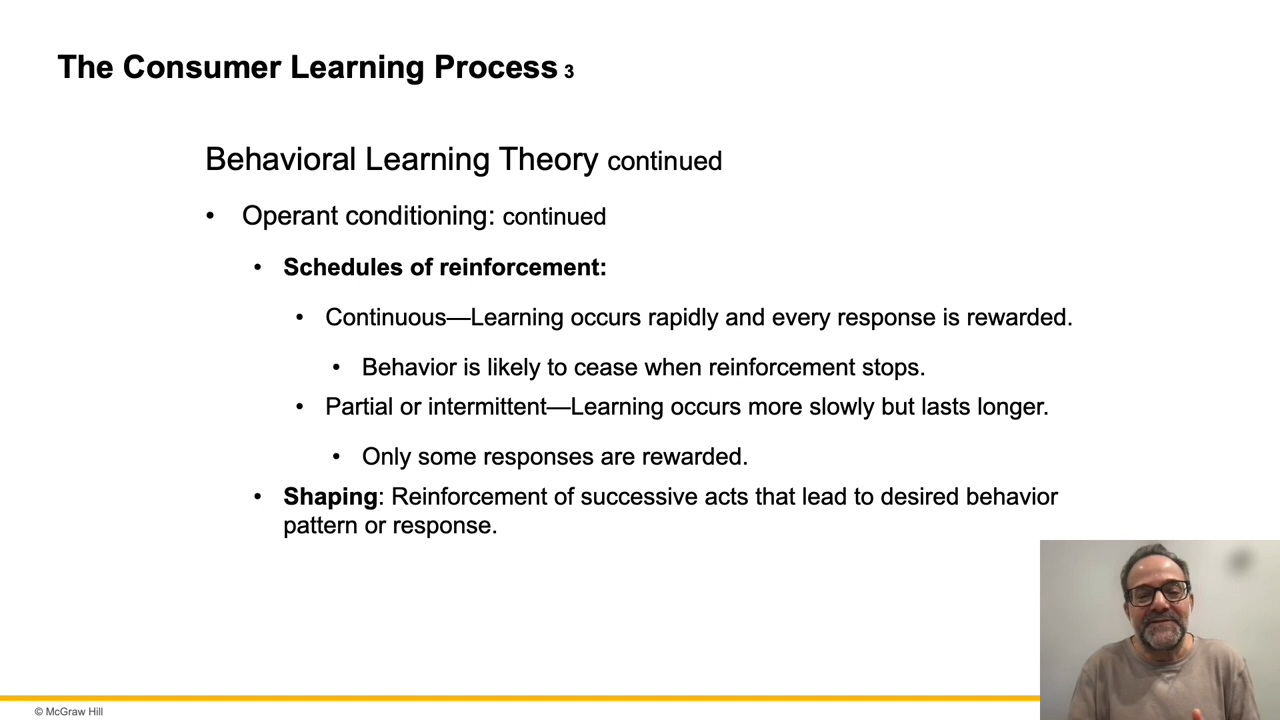 The Consumer Learning Process 3
Behavioral Learning Theory continued
• Operant conditioning: continued
• Schedules of reinforcement:
• Continuous—Learning occurs rapidly and every response is rewarded.
• Behavior is likely to cease when reinforcement stops.
• Partial or intermittent—Learning occurs more slowly but lasts longer.
• Only some responses are rewarded.
• Shaping: Reinforcement of successive acts that lead to desired behavior
pattern or response.
© McGraw Hill